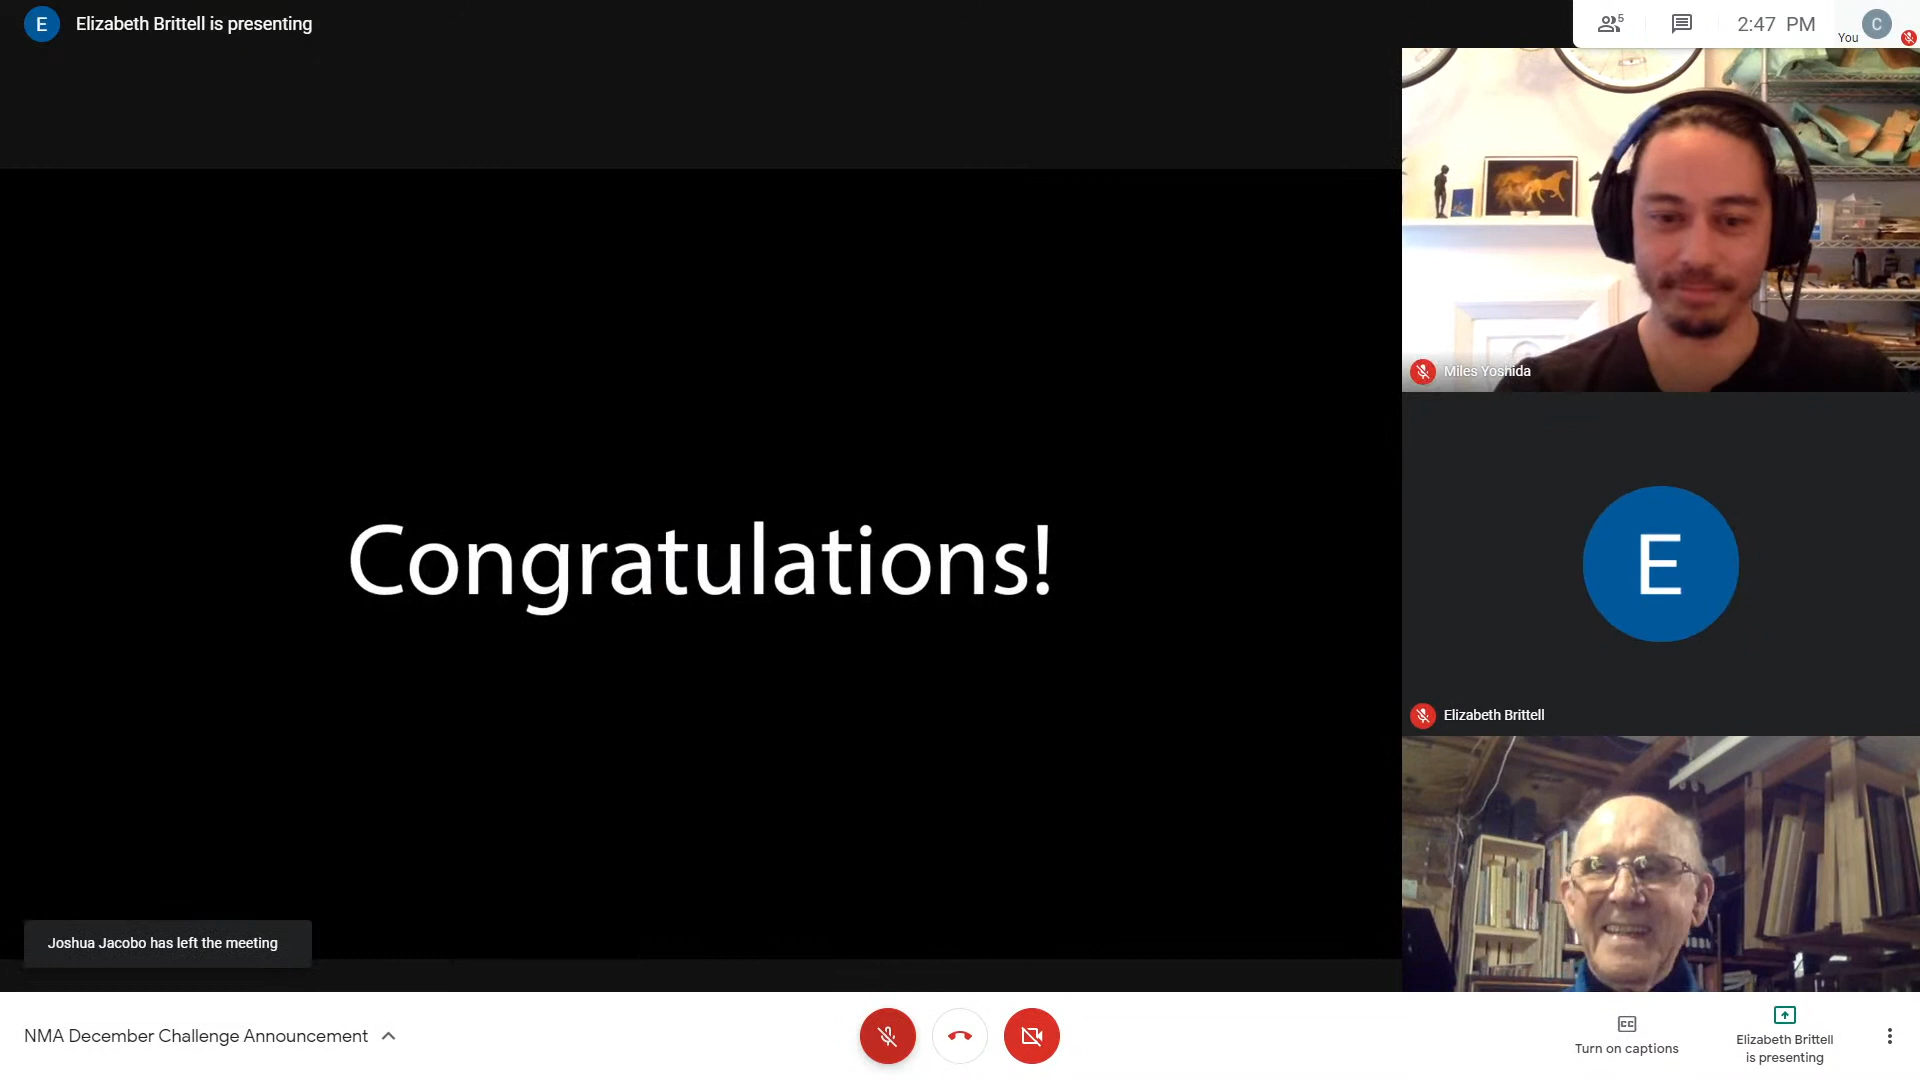 E Elizabeth Brittell is presenting
5
2:47 PM
You
C
Miles Yoshida
E
Elizabeth Brittell
Congratulations!
Joshua Jacobo has left the meeting
NMA December Challenge Announcement
CC
Turn on captions
Elizabeth Brittell
is presenting